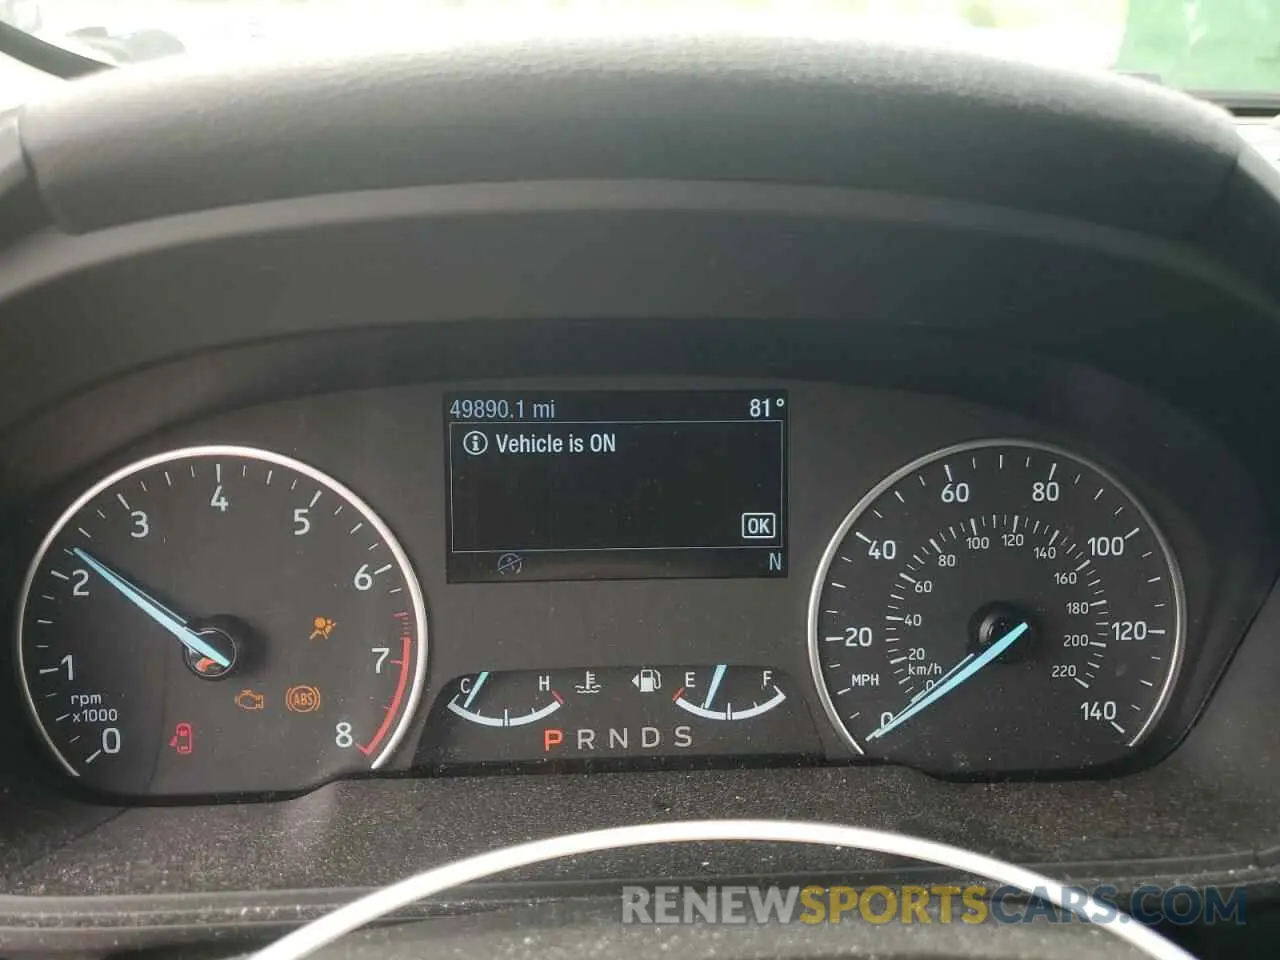 49890.1 mi 81°
i Vehicle is ON
OK
N
0 1 2 3 4 5 6 7 8
rpm
x1000
ABS
C H E F
P R N D S
0 20 40 60 80 100 120 140
MPH
0 20 40 60 80 100 120 140 160 180 200 220
km/h
RENEWSPORTSCARS.COM